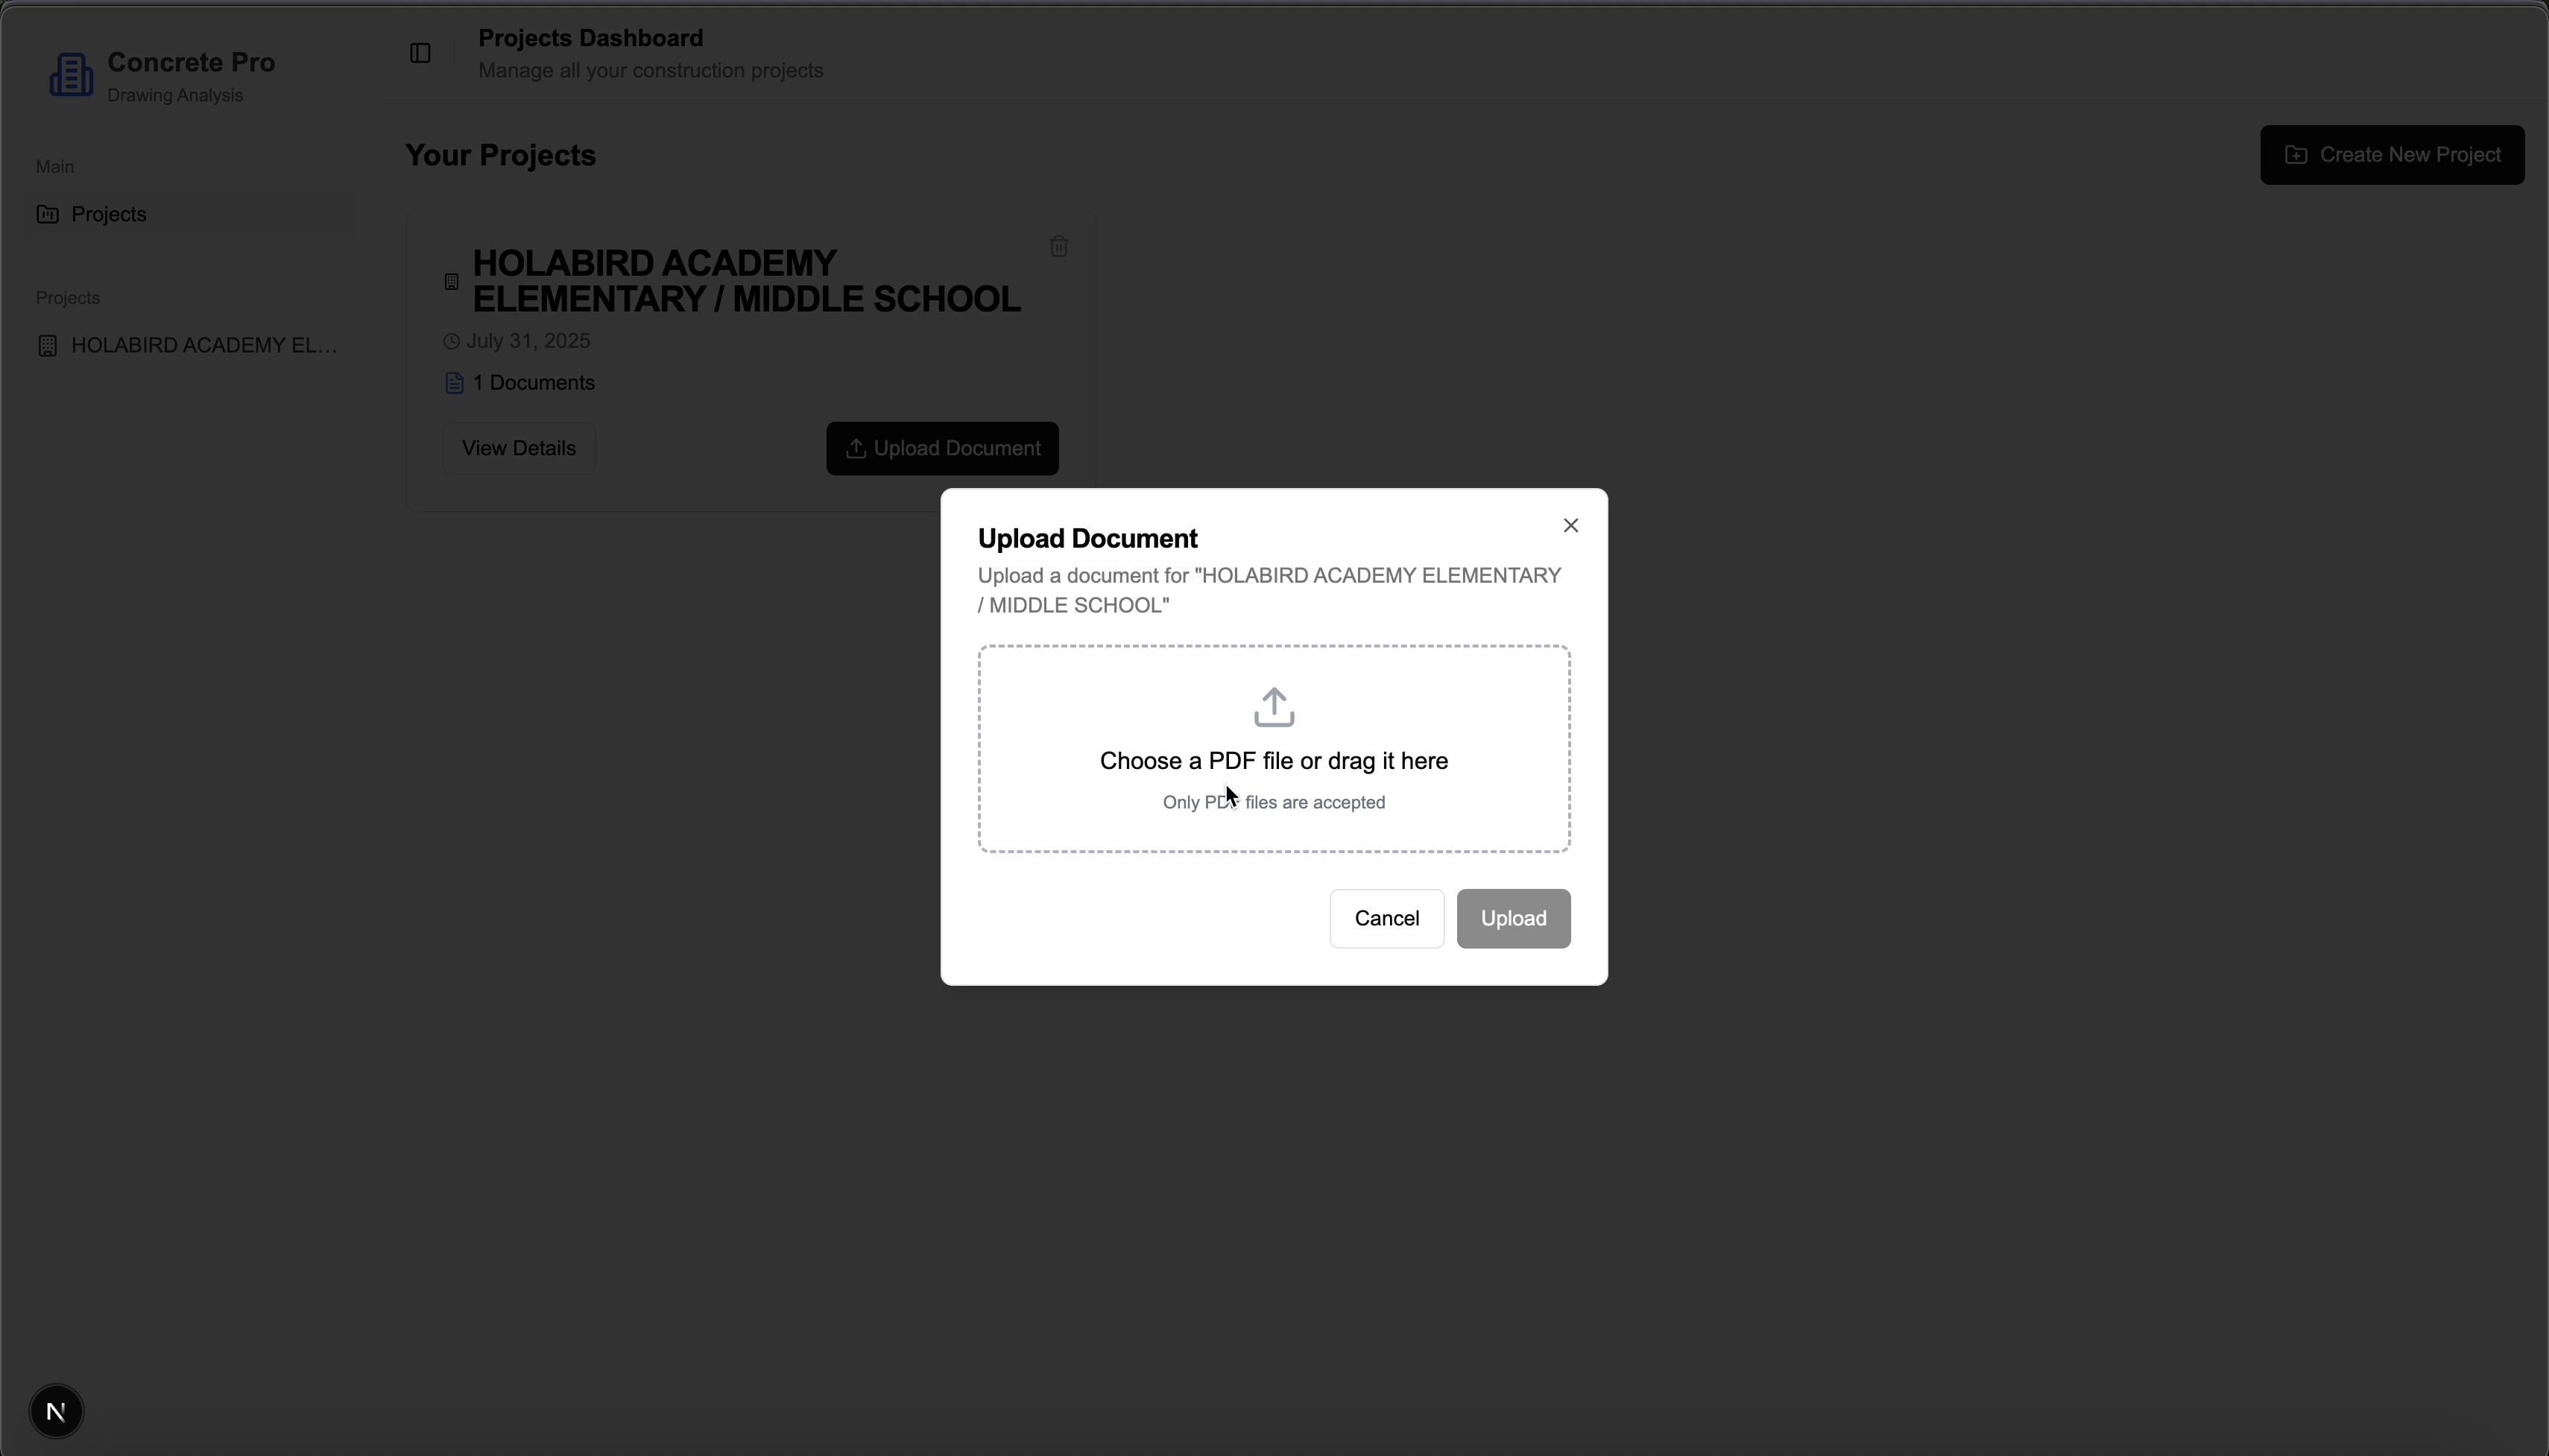 Concrete Pro
Drawing Analysis
Main
Projects
Projects
HOLABIRD ACADEMY EL...
Projects Dashboard
Manage all your construction projects
Your Projects
Create New Project
HOLABIRD ACADEMY
ELEMENTARY / MIDDLE SCHOOL
July 31, 2025
1 Documents
View Details
Upload Document
Upload Document
Upload a document for "HOLABIRD ACADEMY ELEMENTARY
/ MIDDLE SCHOOL"
Choose a PDF file or drag it here
Only PDF files are accepted
Cancel
Upload
N